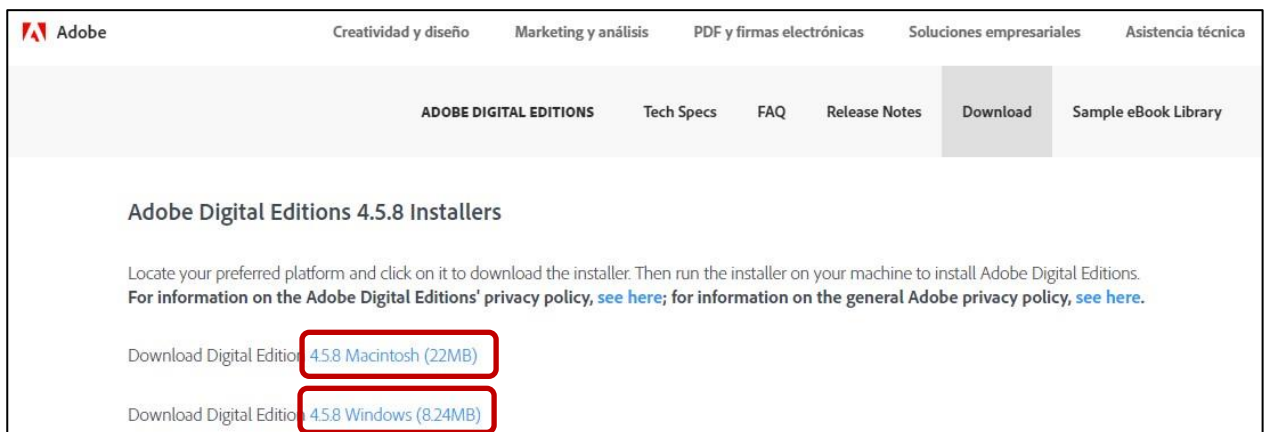 Adobe Creatividad y diseño Marketing y análisis PDF y firmas electrónicas Soluciones empresariales Asistencia técnica
ADOBE DIGITAL EDITIONS Tech Specs FAQ Release Notes Download Sample eBook Library
Adobe Digital Editions 4.5.8 Installers
Locate your preferred platform and click on it to download the installer. Then run the installer on your machine to install Adobe Digital Editions.
For information on the Adobe Digital Editions' privacy policy, see here; for information on the general Adobe privacy policy, see here.
Download Digital Edition 4.5.8 Macintosh (22MB)
Download Digital Edition 4.5.8 Windows (8.24MB)